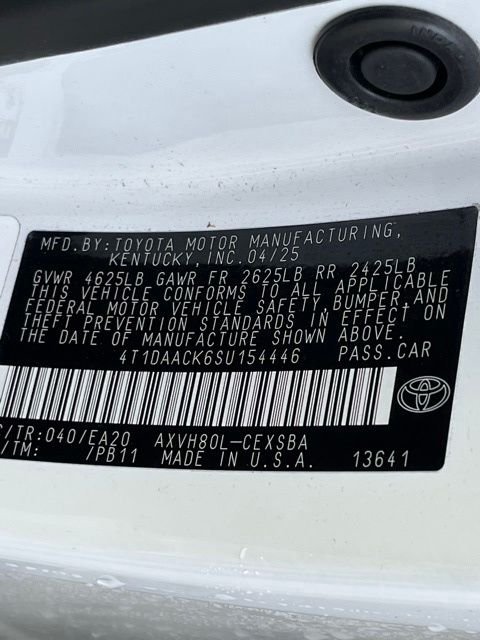 MFD.BY:TOYOTA MOTOR MANUFACTURING,
KENTUCKY, INC. 04/25
GVWR 4625LB GAWR FR 2625LB RR 2425LB
THIS VEHICLE CONFORMS TO ALL APPLICABLE
FEDERAL MOTOR VEHICLE SAFETY, BUMPER, AND
THEFT PREVENTION STANDARDS IN EFFECT ON
THE DATE OF MANUFACTURE SHOWN ABOVE.
4T1DAACK6SU154446 PASS.CAR
/TR:040/EA20 AXVH80L-CEXSBA
/TM: /PB11 MADE IN U.S.A. 13641